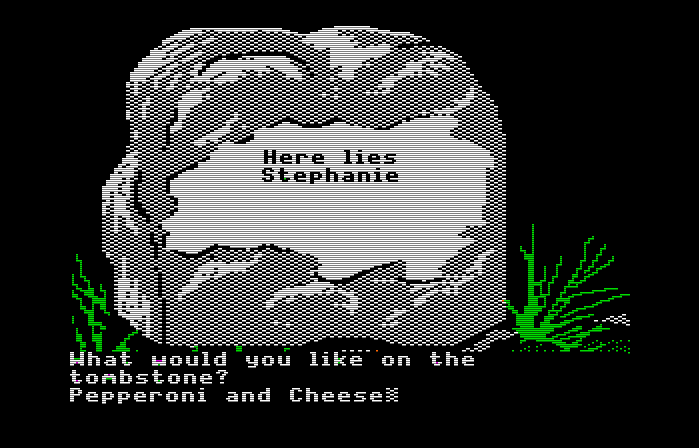 Here lies
Stephanie
What would you like on the
tombstone?
Pepperoni and Cheese